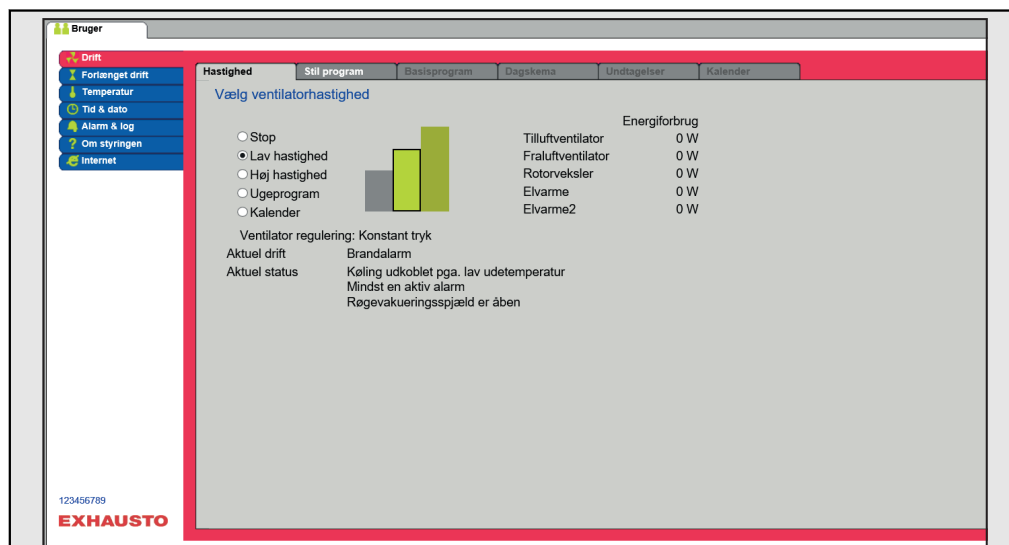 Bruger
Drift
Forlænget drift
Temperatur
Tid & dato
Alarm & log
Om styringen
Internet
Hastighed Stil program Basisprogram Dagskema Undtagelser Kalender
Vælg ventilatorhastighed
Stop
Lav hastighed
Høj hastighed
Ugeprogram
Kalender
Energiforbrug
Tilluftventilator 0 W
Fraluftventilator 0 W
Rotorveksler 0 W
Elvarme 0 W
Elvarme2 0 W
Ventilator regulering: Konstant tryk
Aktuel drift Brandalarm
Aktuel status Køling udkoblet pga. lav udetemperatur
Mindst en aktiv alarm
Røgevakueringsspjæld er åben
123456789
EXHAUSTO